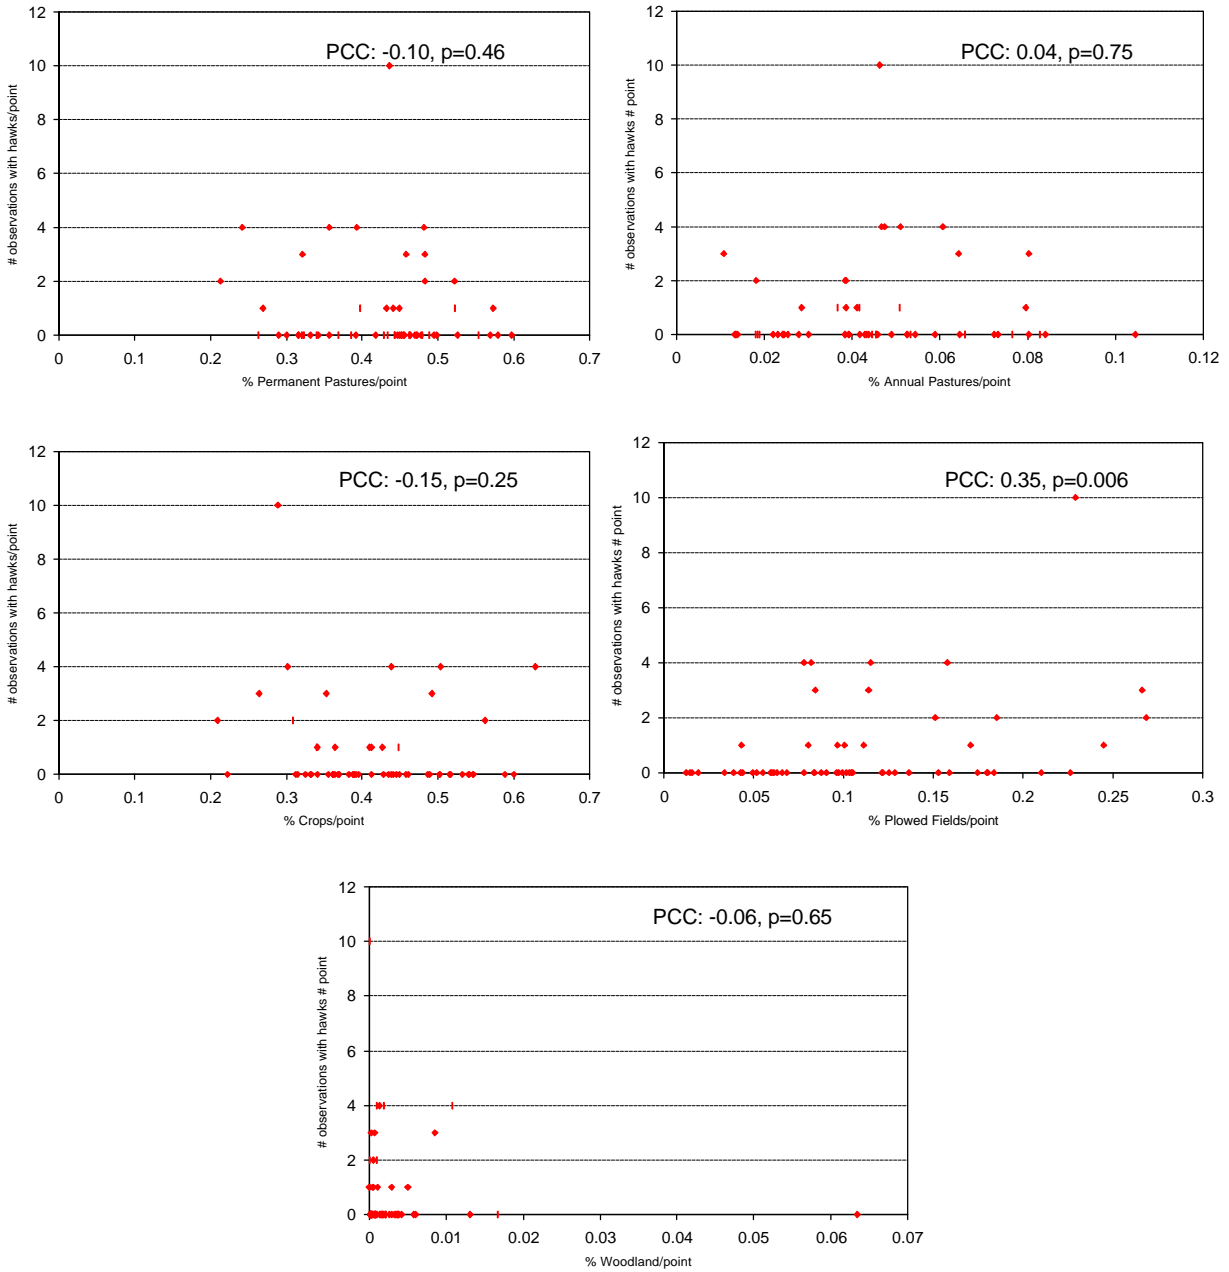 12
10
8
6
4
2
0
# observations with hawks/point
PCC: -0.10, p=0.46
0 0.1 0.2 0.3 0.4 0.5 0.6 0.7
% Permanent Pastures/point
12
10
8
6
4
2
0
# observations with hawks # point
PCC: 0.04, p=0.75
0 0.02 0.04 0.06 0.08 0.1 0.12
% Annual Pastures/point
12
10
8
6
4
2
0
# observations with hawks/point
PCC: -0.15, p=0.25
0 0.1 0.2 0.3 0.4 0.5 0.6 0.7
% Crops/point
12
10
8
6
4
2
0
# observations with hawks # point
PCC: 0.35, p=0.006
0 0.05 0.1 0.15 0.2 0.25 0.3
% Plowed Fields/point
12
10
8
6
4
2
0
# observations with hawks # point
PCC: -0.06, p=0.65
0 0.01 0.02 0.03 0.04 0.05 0.06 0.07
% Woodland/point